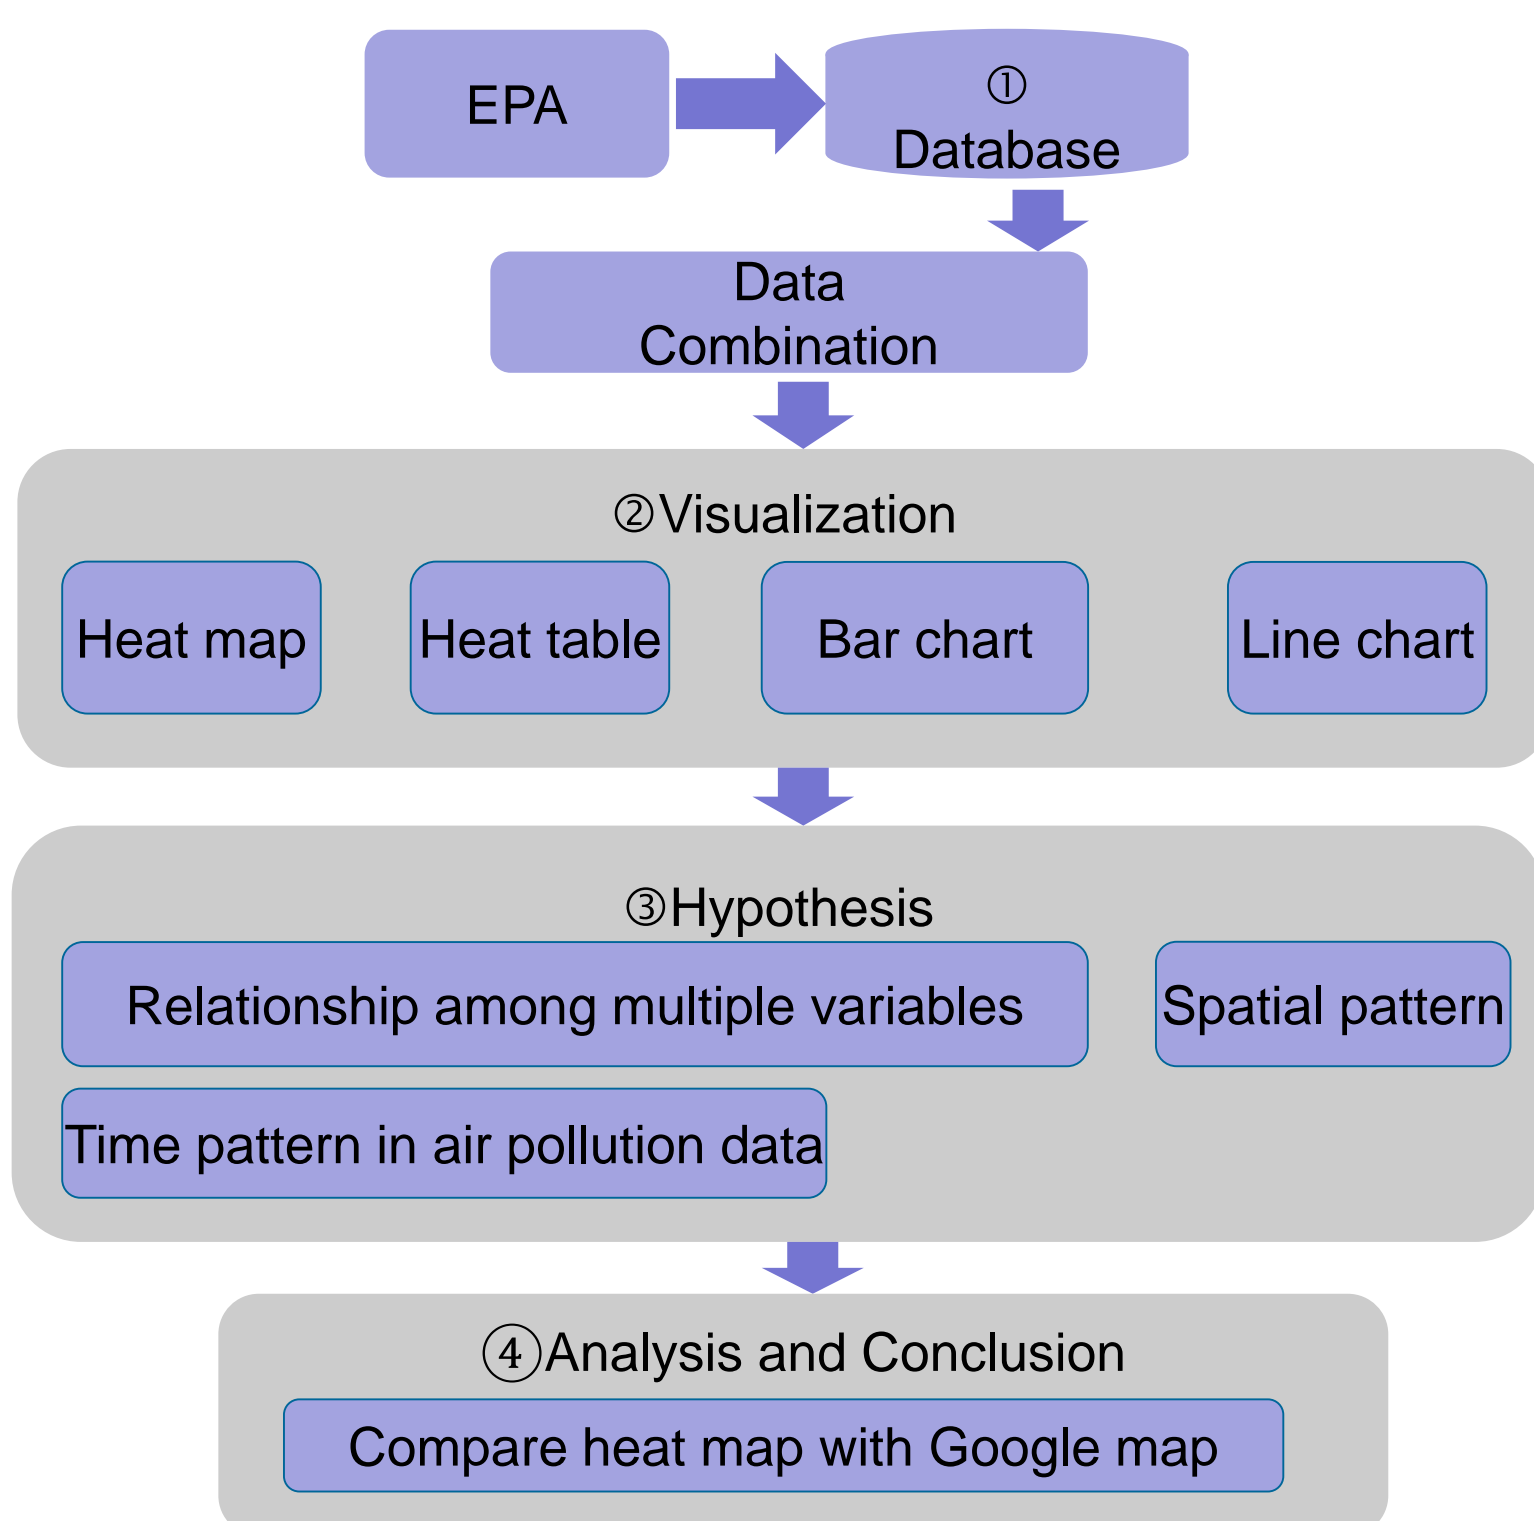 EPA
①
Database
Data
Combination
②Visualization
Heat map
Heat table
Bar chart
Line chart
③Hypothesis
Relationship among multiple variables
Spatial pattern
Time pattern in air pollution data
④Analysis and Conclusion
Compare heat map with Google map